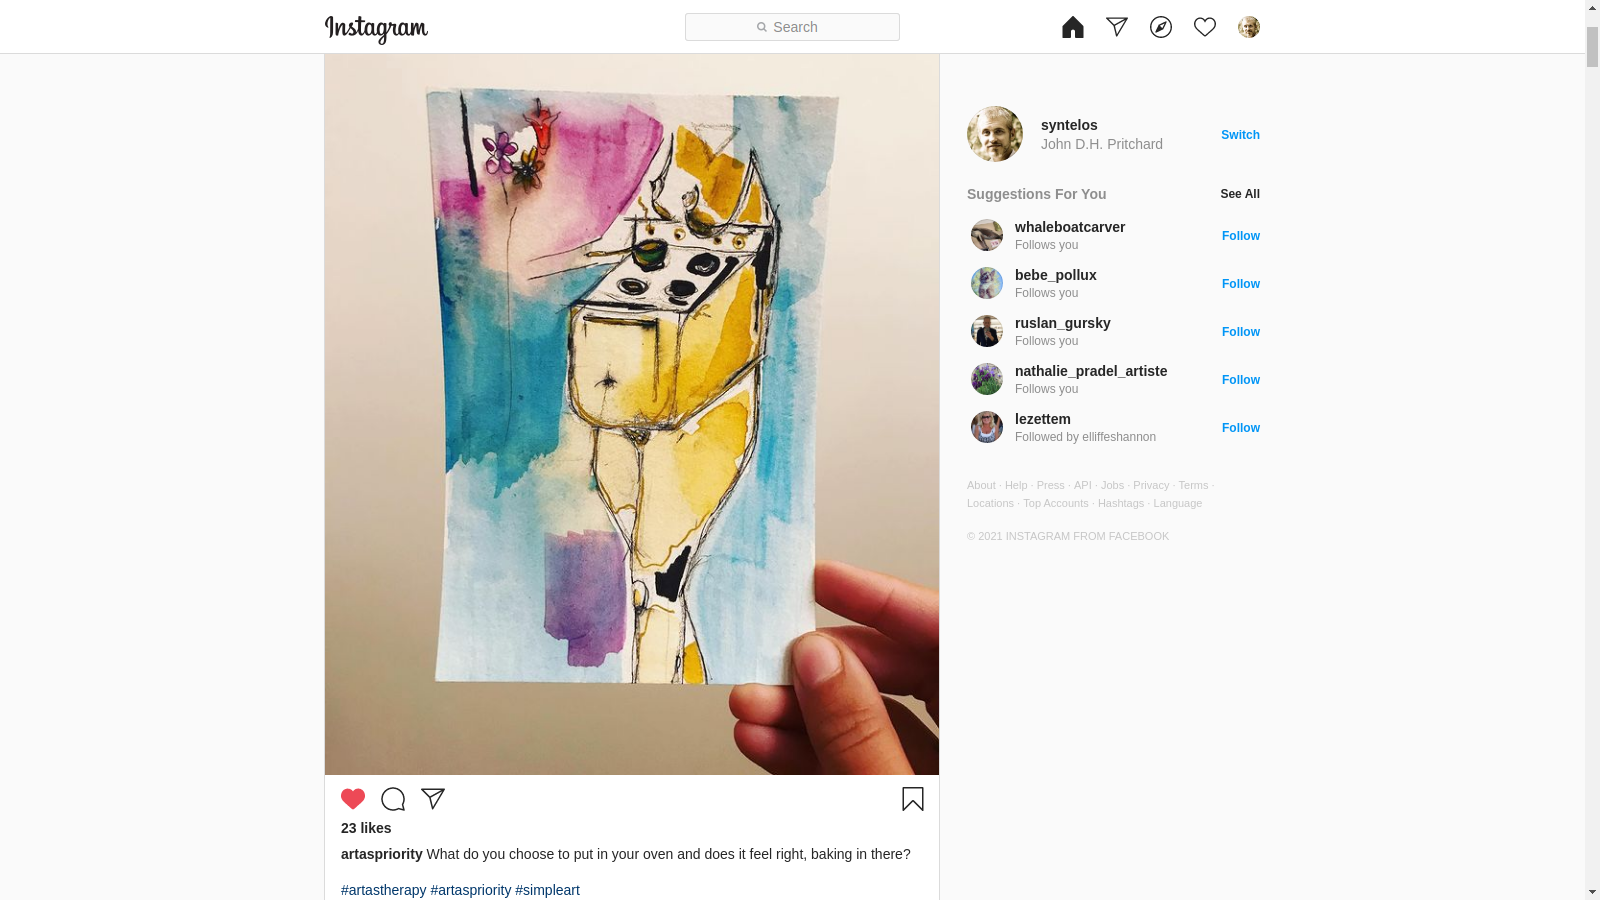 Instagram
Search
syntelos
John D.H. Pritchard
Switch
Suggestions For You
See All
whaleboatcarver
Follows you
Follow
bebe_pollux
Follows you
Follow
ruslan_gursky
Follows you
Follow
nathalie_pradel_artiste
Follows you
Follow
lezettem
Followed by elliffeshannon
Follow
About · Help · Press · API · Jobs · Privacy · Terms ·
Locations · Top Accounts · Hashtags · Language
© 2021 INSTAGRAM FROM FACEBOOK
23 likes
artaspriority What do you choose to put in your oven and does it feel right, baking in there?
#artastherapy #artaspriority #simpleart